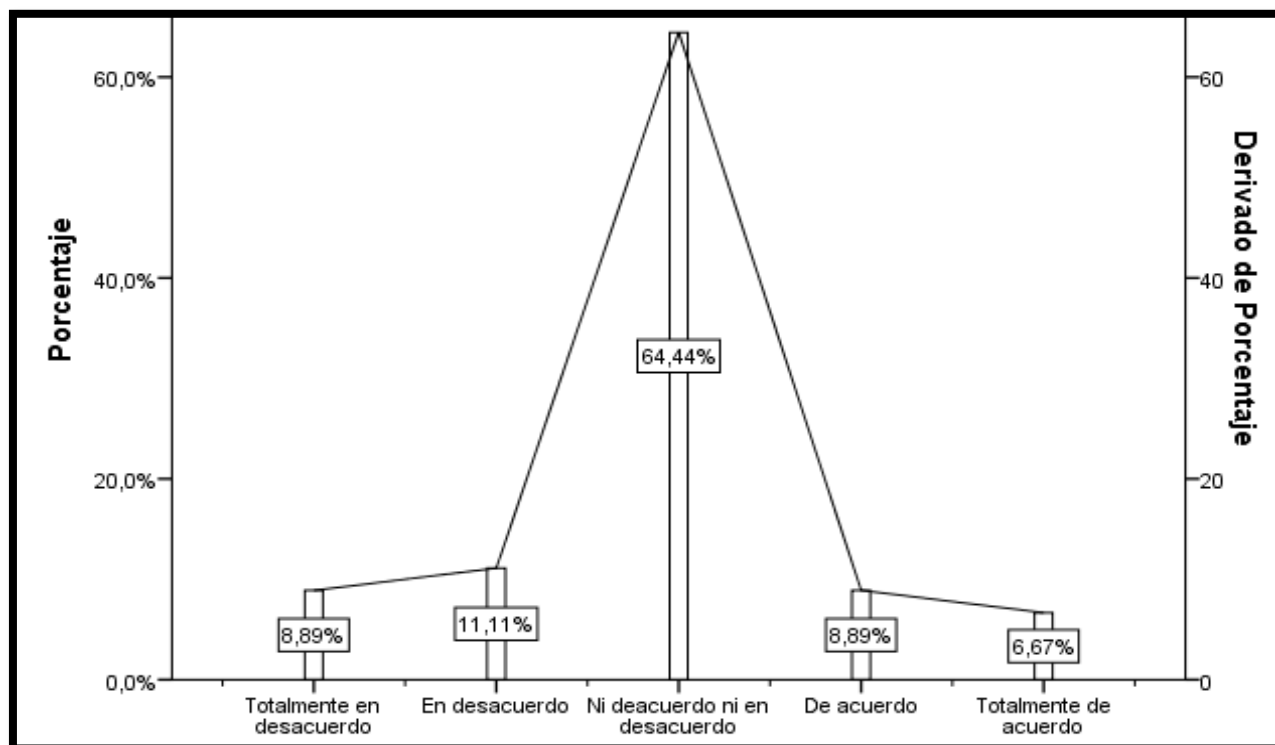 Porcentaje
60,0%
40,0%
20,0%
0,0%
64,44%
8,89%
11,11%
8,89%
6,67%
Totalmente en
desacuerdo
En desacuerdo
Ni deacuerdo ni en
desacuerdo
De acuerdo
Totalmente de
acuerdo
60
40
20
0
Derivado de Porcentaje